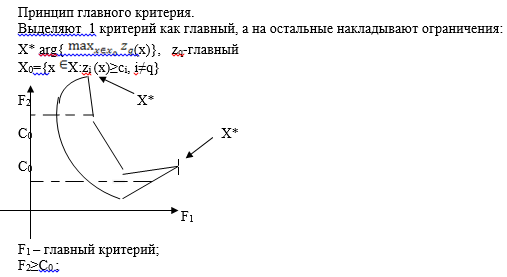 Принцип главного критерия.
Выделяют 1 критерий как главный, а на остальные накладывают ограничения:
X* arg{ max x∈x₀ z_q(x)}, z_q-главный
X₀={x ∈X:z_i (x)≥c_i, i≠q}
F₂ X*
C₀ X*
C₀
F₁
F₁ – главный критерий;
F₂≥C₀ ;